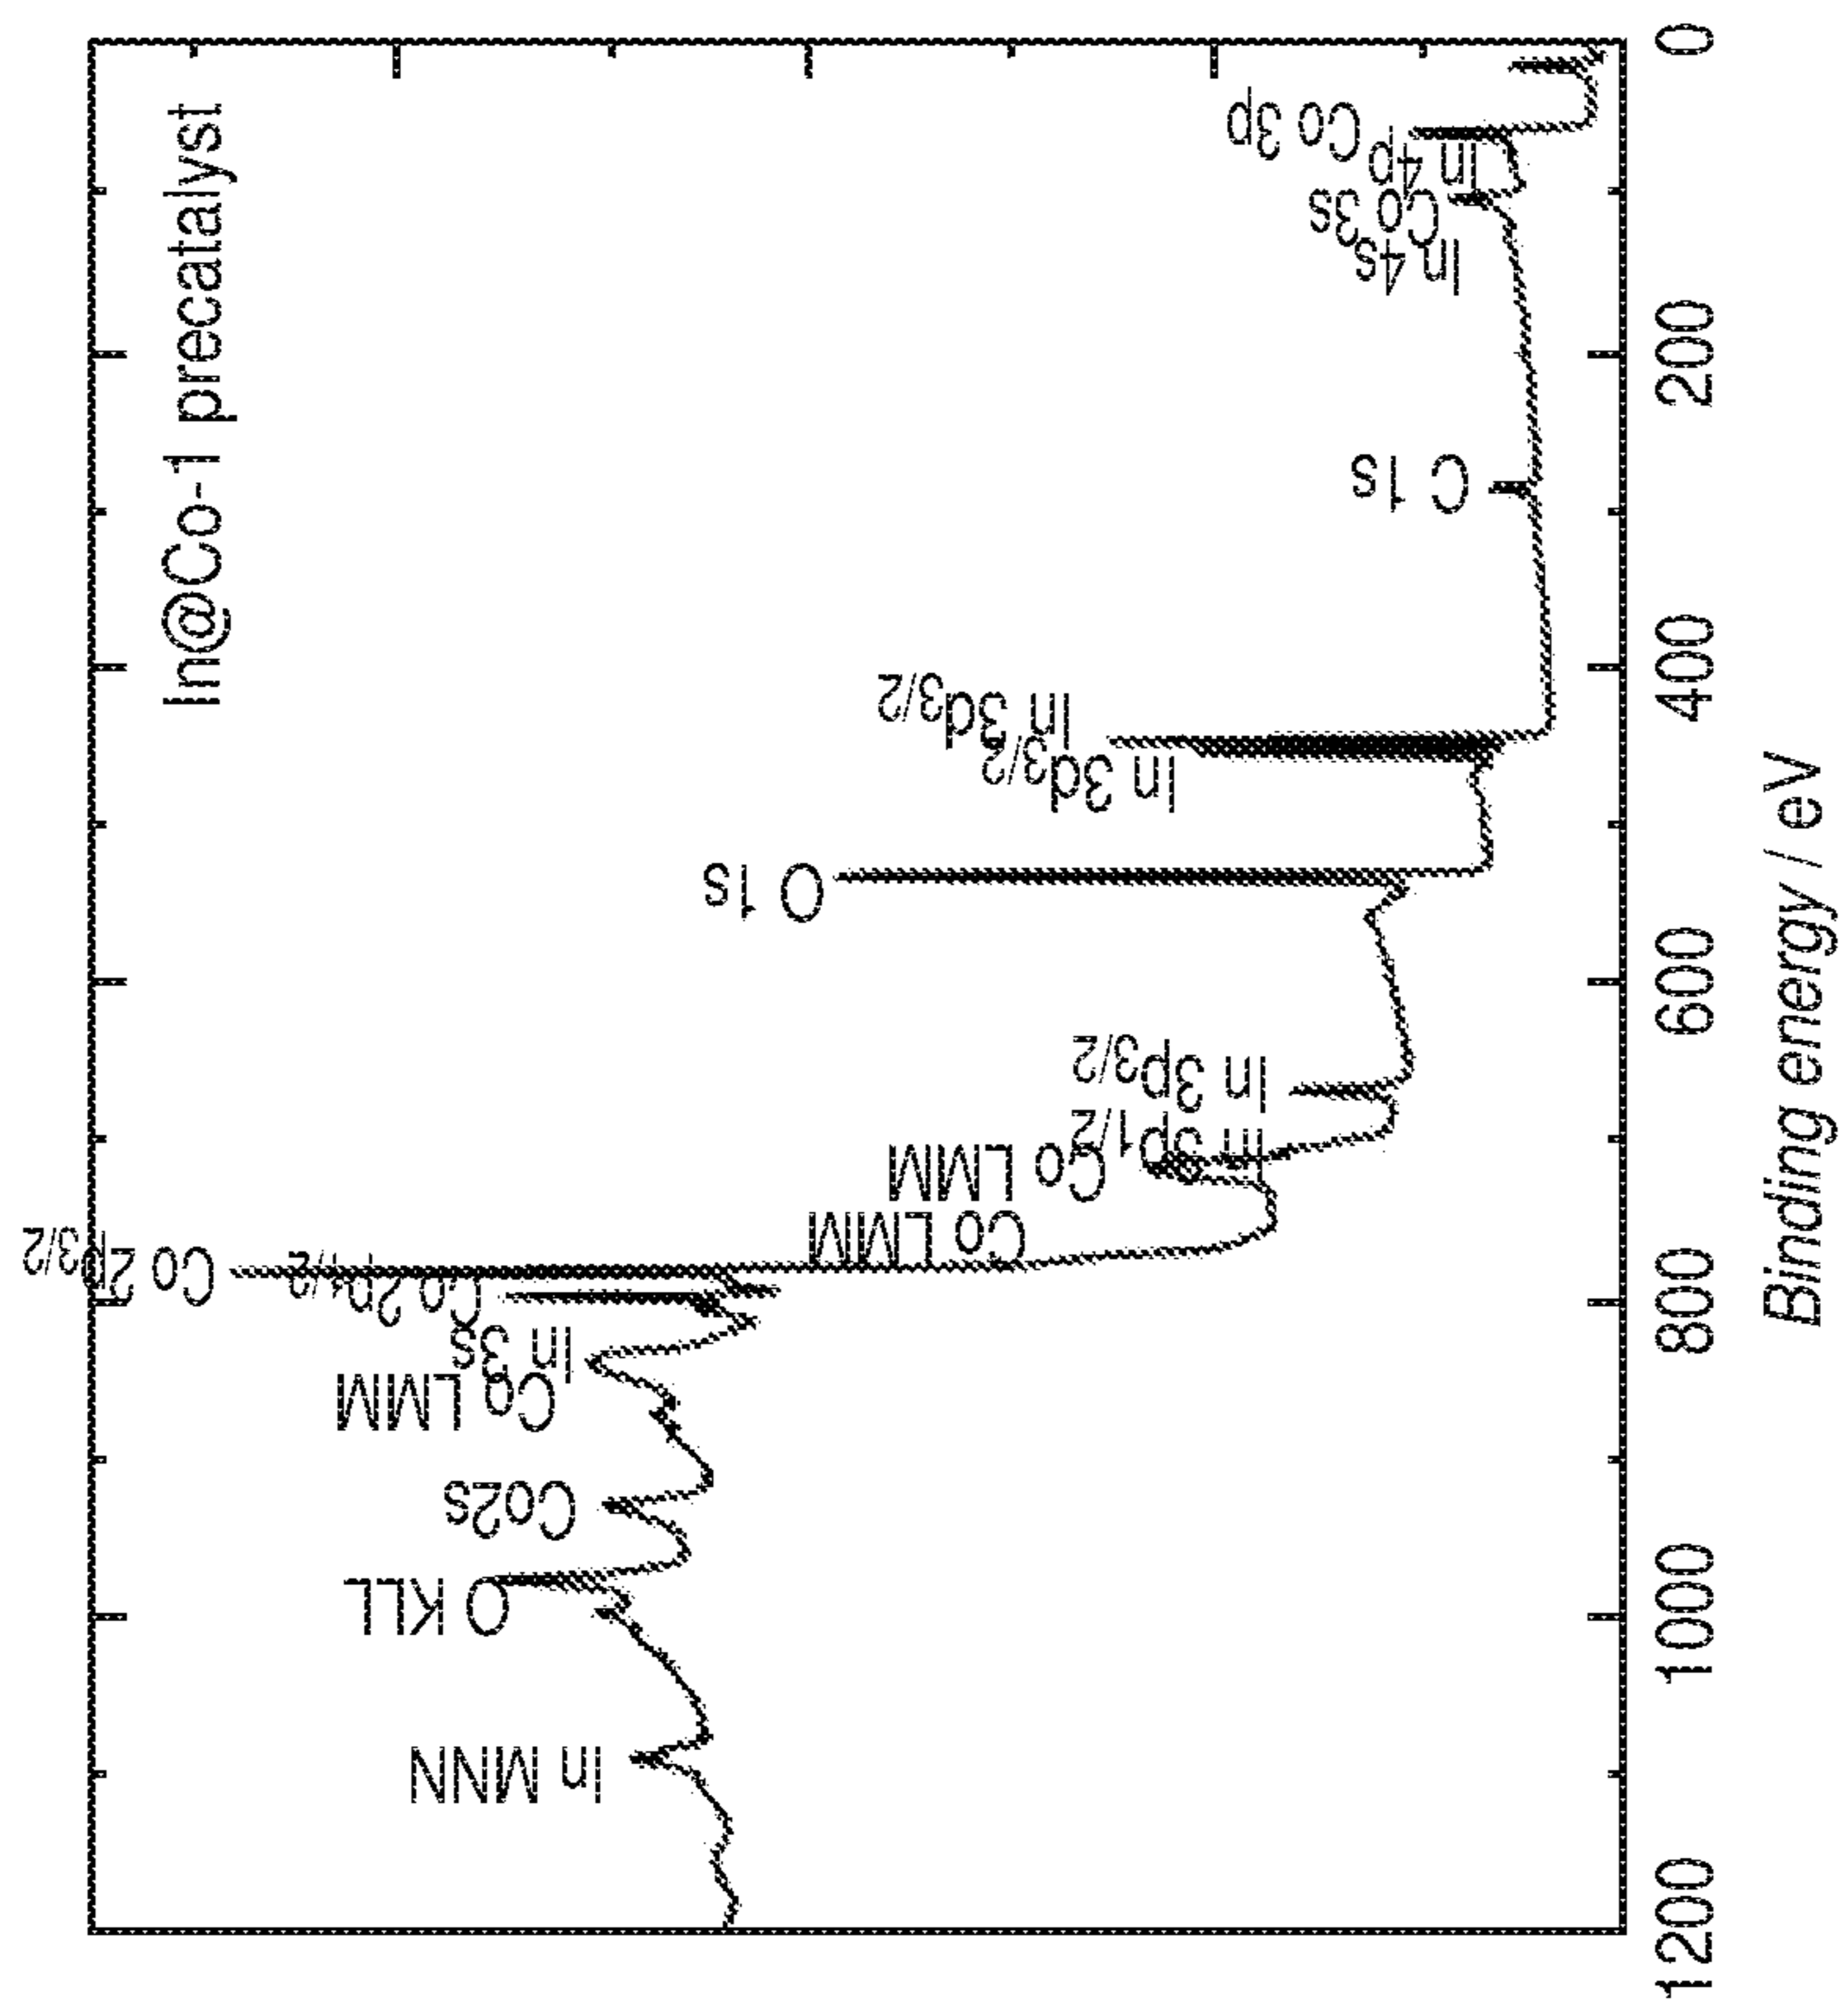 In@Co-1 precatalyst
Co 2p3/2
Co 2p1/2
In 3s
Co LMM
Co2s
O KLL
In MNN
Co LMM
Co LMM
In 3p1/2
In 3p3/2
O 1s
In 3d3/2
In 3d3/2
C 1s
In 4s
Co 3s
In 4p
Co 3p
1200
1000
800
600
400
200
0
Binding energy / eV